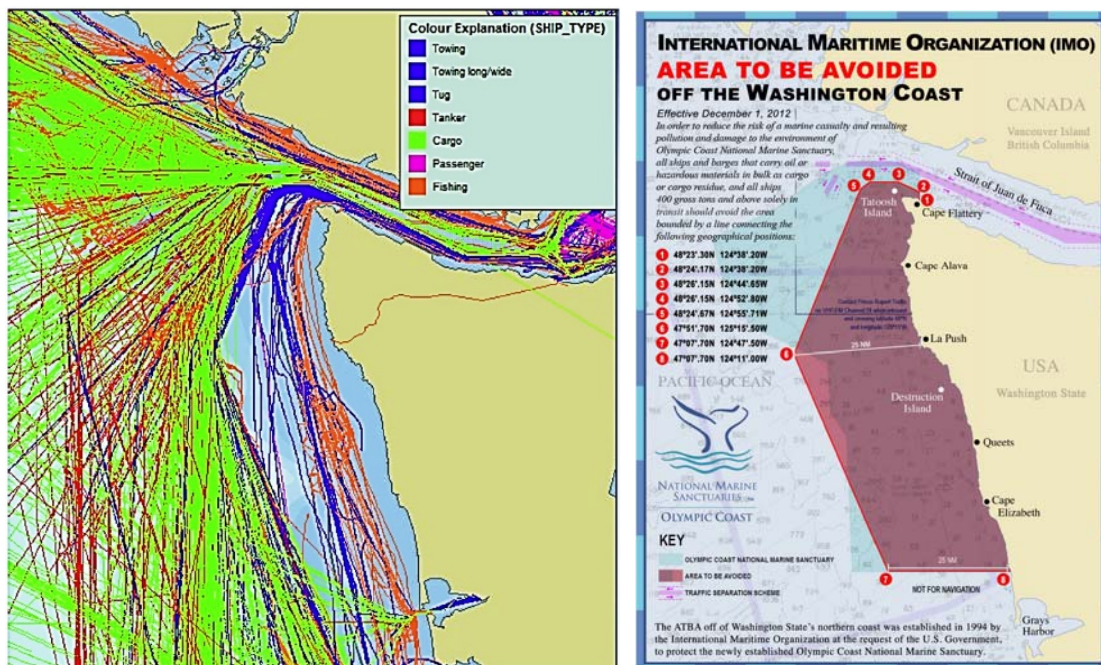 Colour Explanation (SHIP_TYPE)
Towing
Towing long/wide
Tug
Tanker
Cargo
Passenger
Fishing
INTERNATIONAL MARITIME ORGANIZATION (IMO)
AREA TO BE AVOIDED
OFF THE WASHINGTON COAST
Effective December 1, 2012
In order to reduce the risk of a marine casualty and resulting
pollution and damage to the environment of
Olympic Coast National Marine Sanctuary,
all ships and barges that carry oil or
hazardous materials in bulk as cargo
or cargo residue, and all ships
400 gross tons and above solely in
transit should avoid the area
bounded by a line connecting the
following geographical positions:
1 48°23'.30N 124°38'.20W
2 48°24'.17N 124°38'.20W
3 48°26'.15N 124°44'.65W
4 48°26'.15N 124°52'.80W
5 48°24'.67N 124°55'.71W
6 47°51'.70N 125°15'.50W
7 47°07'.70N 124°47'.50W
8 47°07'.70N 124°11'.00W
CANADA
Vancouver Island
British Columbia
Strait of Juan de Fuca
4
3
5
2
1
Tatoosh
Island
Cape Flattery
Cape Alava
La Push
25 NM
6
USA
Washington State
Destruction
Island
Queets
Cape
Elizabeth
25 NM
7
8
NOT FOR NAVIGATION
Grays
Harbor
PACIFIC OCEAN
NATIONAL MARINE
SANCTUARIES
OLYMPIC COAST
KEY
OLYMPIC COAST NATIONAL MARINE SANCTUARY
AREA TO BE AVOIDED
TRAFFIC SEPARATION SCHEME
The ATBA off of Washington State's northern coast was established in 1994 by
the International Maritime Organization at the request of the U.S. Government,
to protect the newly established Olympic Coast National Marine Sanctuary.